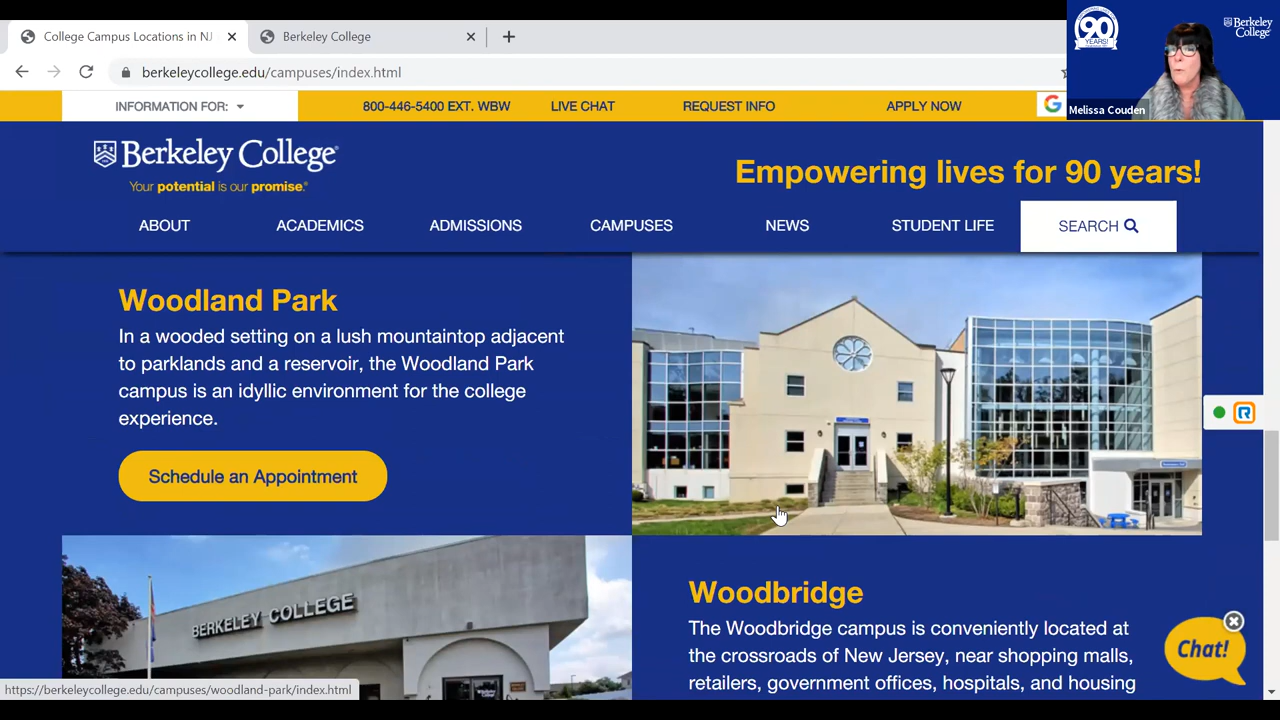 College Campus Locations in NJ
Berkeley College
berkeleycollege.edu/campuses/index.html
90
YEARS!
Berkeley
College
Melissa Couden
INFORMATION FOR:
800-446-5400 EXT. WBW
LIVE CHAT
REQUEST INFO
APPLY NOW
G
Berkeley College®
Your potential is our promise.®
Empowering lives for 90 years!
ABOUT
ACADEMICS
ADMISSIONS
CAMPUSES
NEWS
STUDENT LIFE
SEARCH
Woodland Park
In a wooded setting on a lush mountaintop adjacent
to parklands and a reservoir, the Woodland Park
campus is an idyllic environment for the college
experience.
Schedule an Appointment
R
BERKELEY COLLEGE
Woodbridge
The Woodbridge campus is conveniently located at
the crossroads of New Jersey, near shopping malls,
retailers, government offices, hospitals, and housing
Chat!
https://berkeleycollege.edu/campuses/woodland-park/index.html